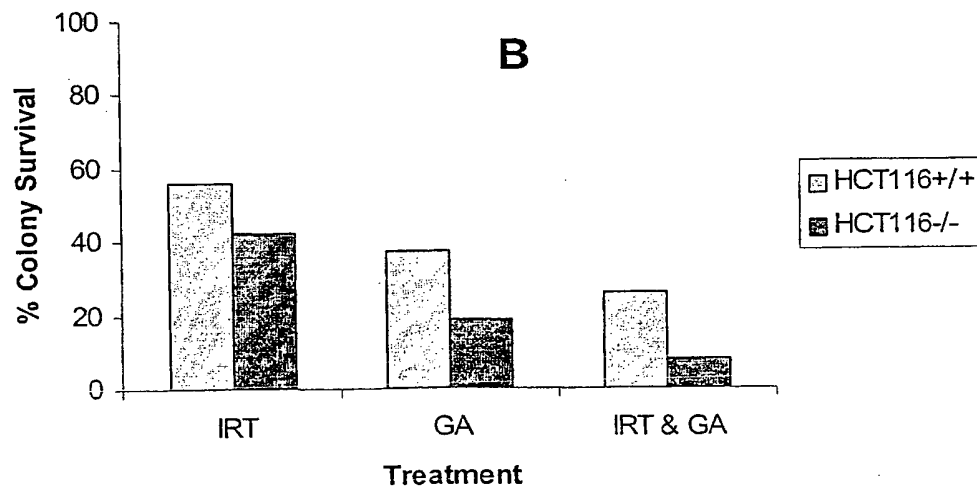 100
80
60
40
20
0
% Colony Survival
B
HCT116+/+
HCT116-/-
IRT
GA
IRT & GA
Treatment